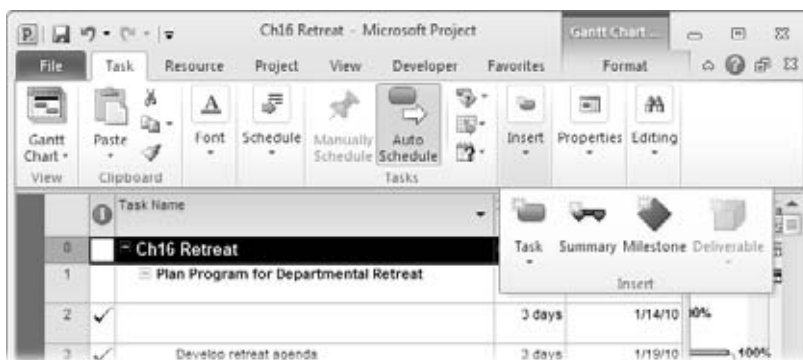 Ch16 Retreat - Microsoft Project
Gantt Chart ...
File Task Resource Project View Developer Favorites Format
Gantt Chart
Paste
Font
Schedule
Manually Schedule
Auto Schedule
Insert
Properties
Editing
View Clipboard Tasks
Task Name
Task Summary Milestone Deliverable
Insert
0 Ch16 Retreat
1 Plan Program for Departmental Retreat
2 3 days 1/14/10 00%
3 Develop retreat agenda 3 days 1/19/10 100%